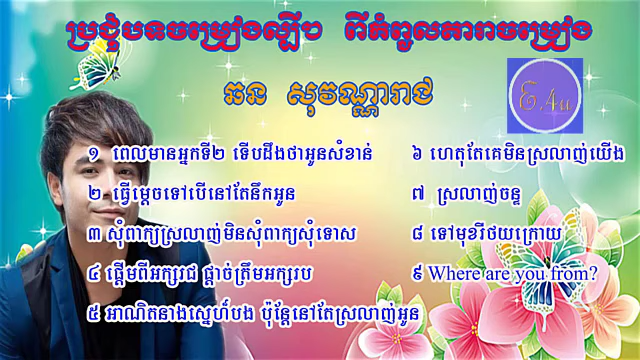 ប្រជុំបទចម្រៀងល្បីៗ ពីកំពូលតារាចម្រៀង
ឆន សុវណ្ណារាជ
១ ពេលមានអ្នកទី២ ទើបដឹងថាអូនសំខាន់
២ ធ្វើម្ដេចទៅបើនៅតែនឹកអូន
៣ សុំពាក្យស្រលាញ់មិនសុំពាក្យសុំទោស
៤ ផ្ដើមពីអក្សរជ ផ្ដាច់ត្រឹមអក្សរប
៥ អាណិតនាងស្នេហ៍បង ប៉ុន្តែនៅតែស្រលាញ់អូន
៦ ហេតុតែគេមិនស្រលាញ់យើង
៧ ស្រលាញ់ចន្ឋ
៨ ទៅមុខរឺថយក្រោយ
៩ Where are you from?